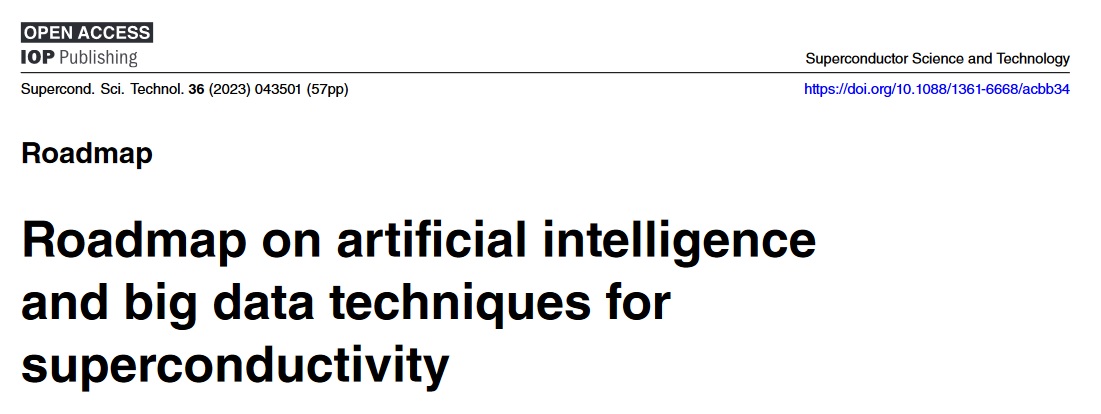 OPEN ACCESS
IOP Publishing
Superconductor Science and Technology
Supercond. Sci. Technol. 36 (2023) 043501 (57pp)
https://doi.org/10.1088/1361-6668/acbb34
Roadmap
Roadmap on artificial intelligence
and big data techniques for
superconductivity